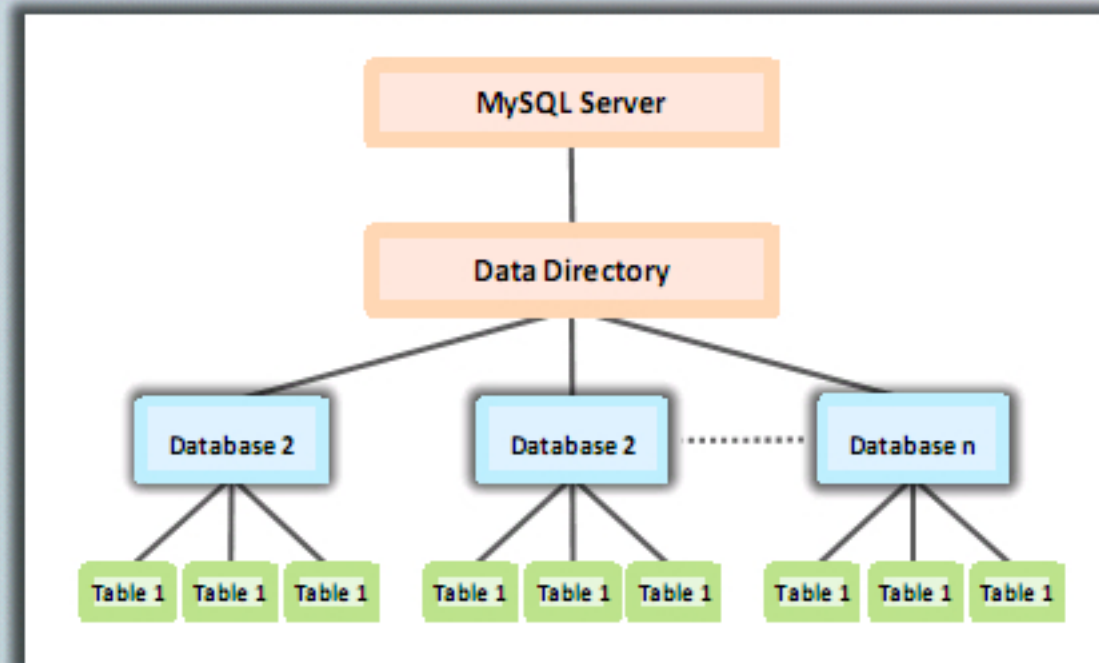 MySQL Server
Data Directory
Database 2
Database 2
Database n
Table 1
Table 1
Table 1
Table 1
Table 1
Table 1
Table 1
Table 1
Table 1